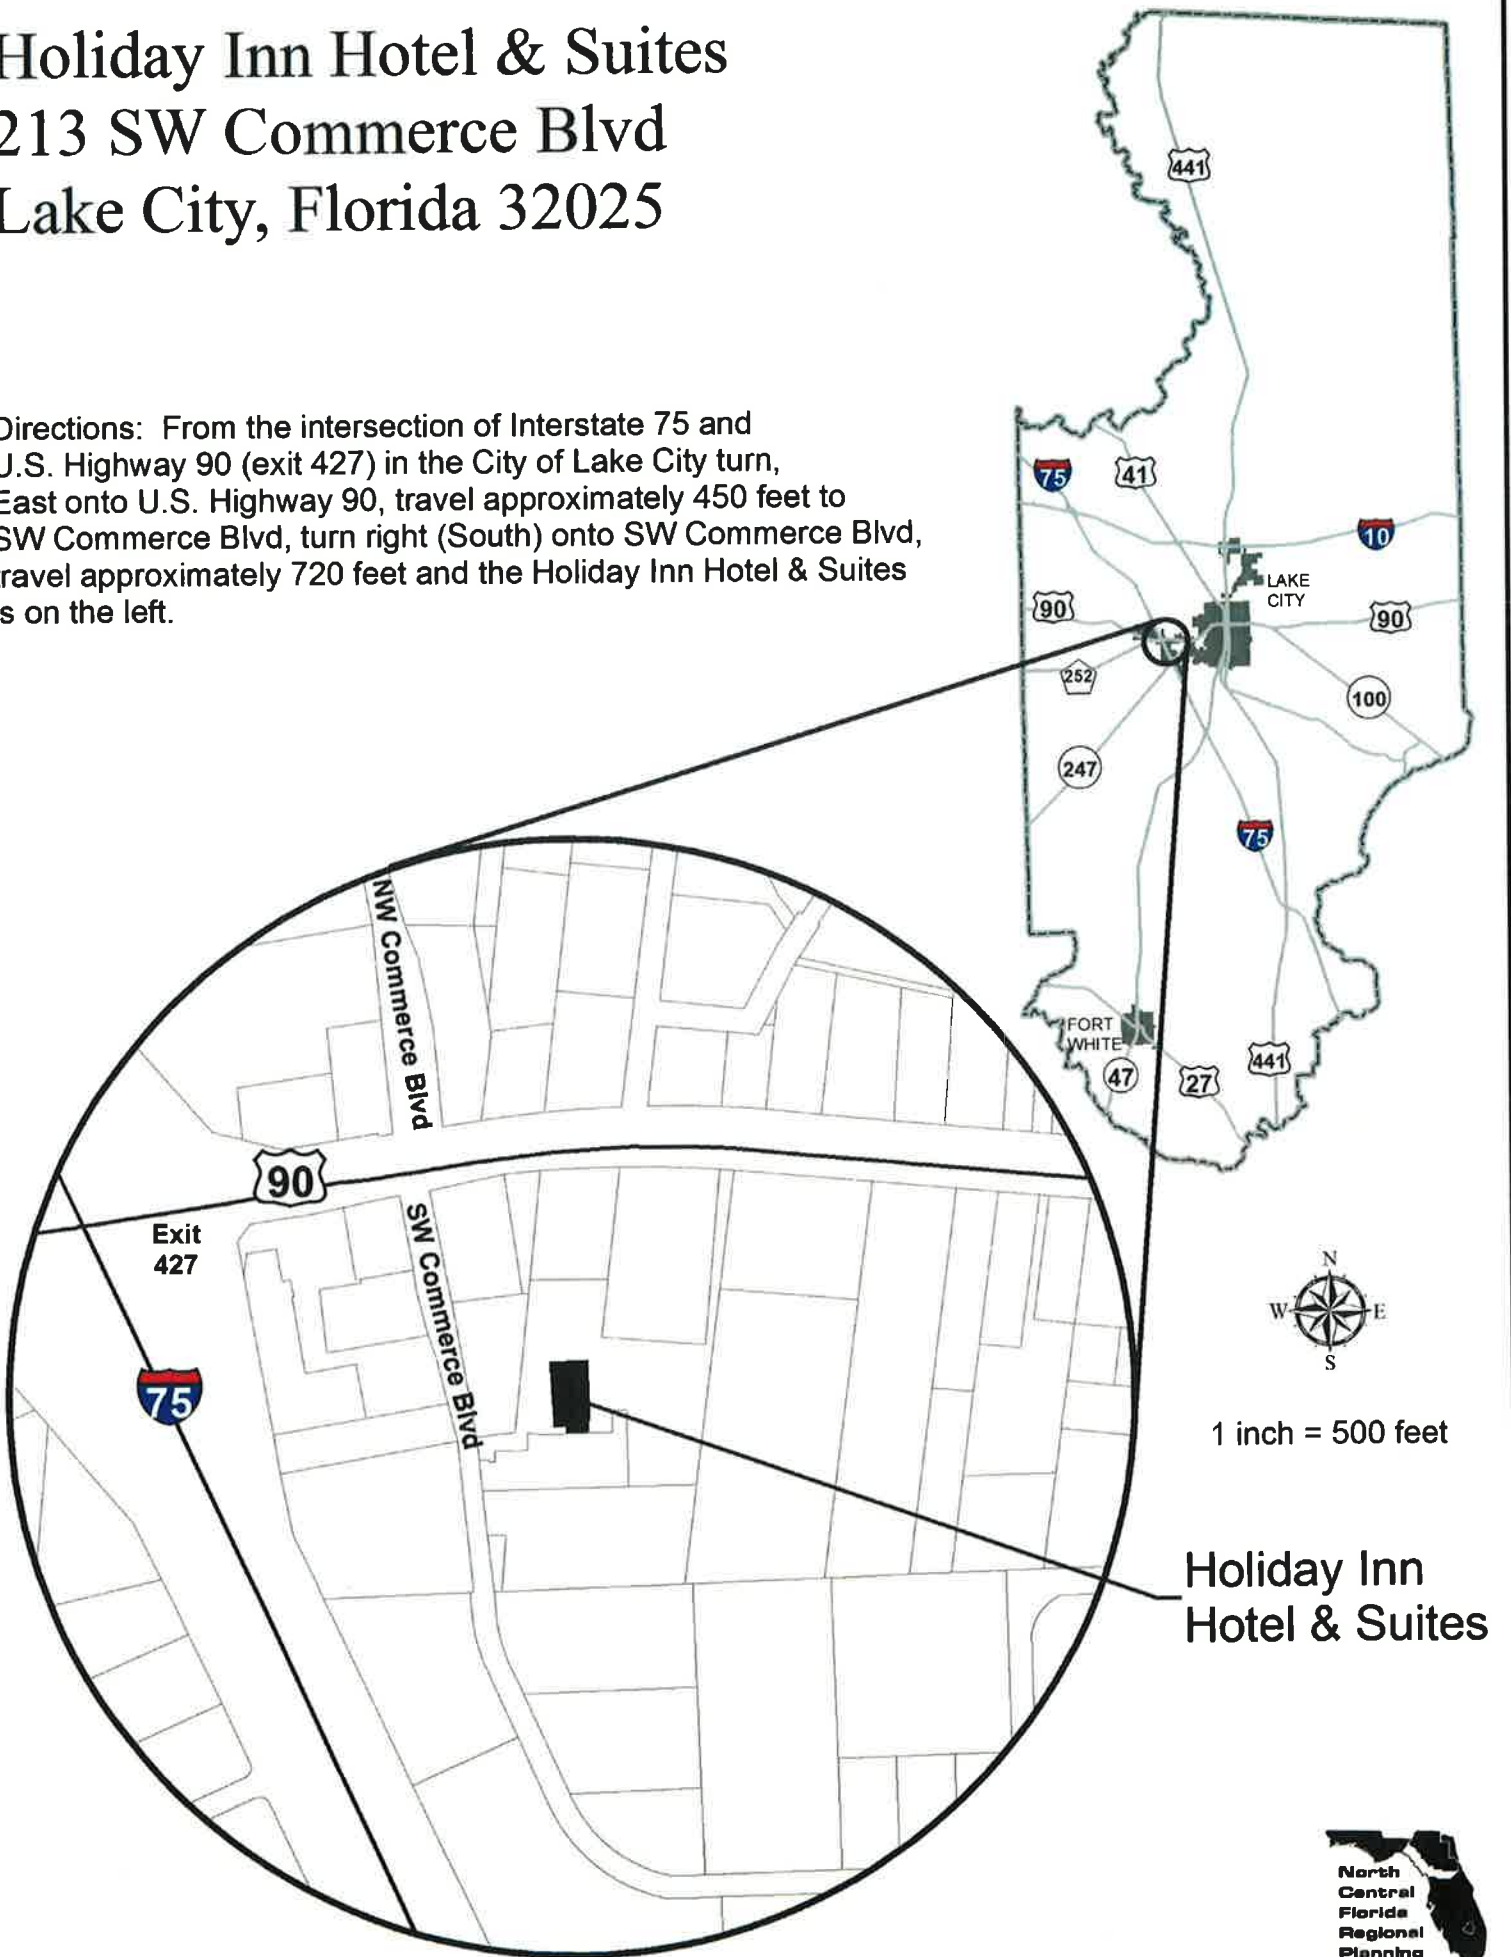 Holiday Inn Hotel & Suites
213 SW Commerce Blvd
Lake City, Florida 32025
Directions: From the intersection of Interstate 75 and
U.S. Highway 90 (exit 427) in the City of Lake City turn,
East onto U.S. Highway 90, travel approximately 450 feet to
SW Commerce Blvd, turn right (South) onto SW Commerce Blvd,
travel approximately 720 feet and the Holiday Inn Hotel & Suites
is on the left.
441
75
41
10
LAKE
CITY
90
90
252
100
247
75
FORT
WHITE
47
27
441
NW Commerce Blvd
90
Exit
427
SW Commerce Blvd
75
N
W
E
S
1 inch = 500 feet
Holiday Inn
Hotel & Suites
North
Central
Florida
Regional
Planning